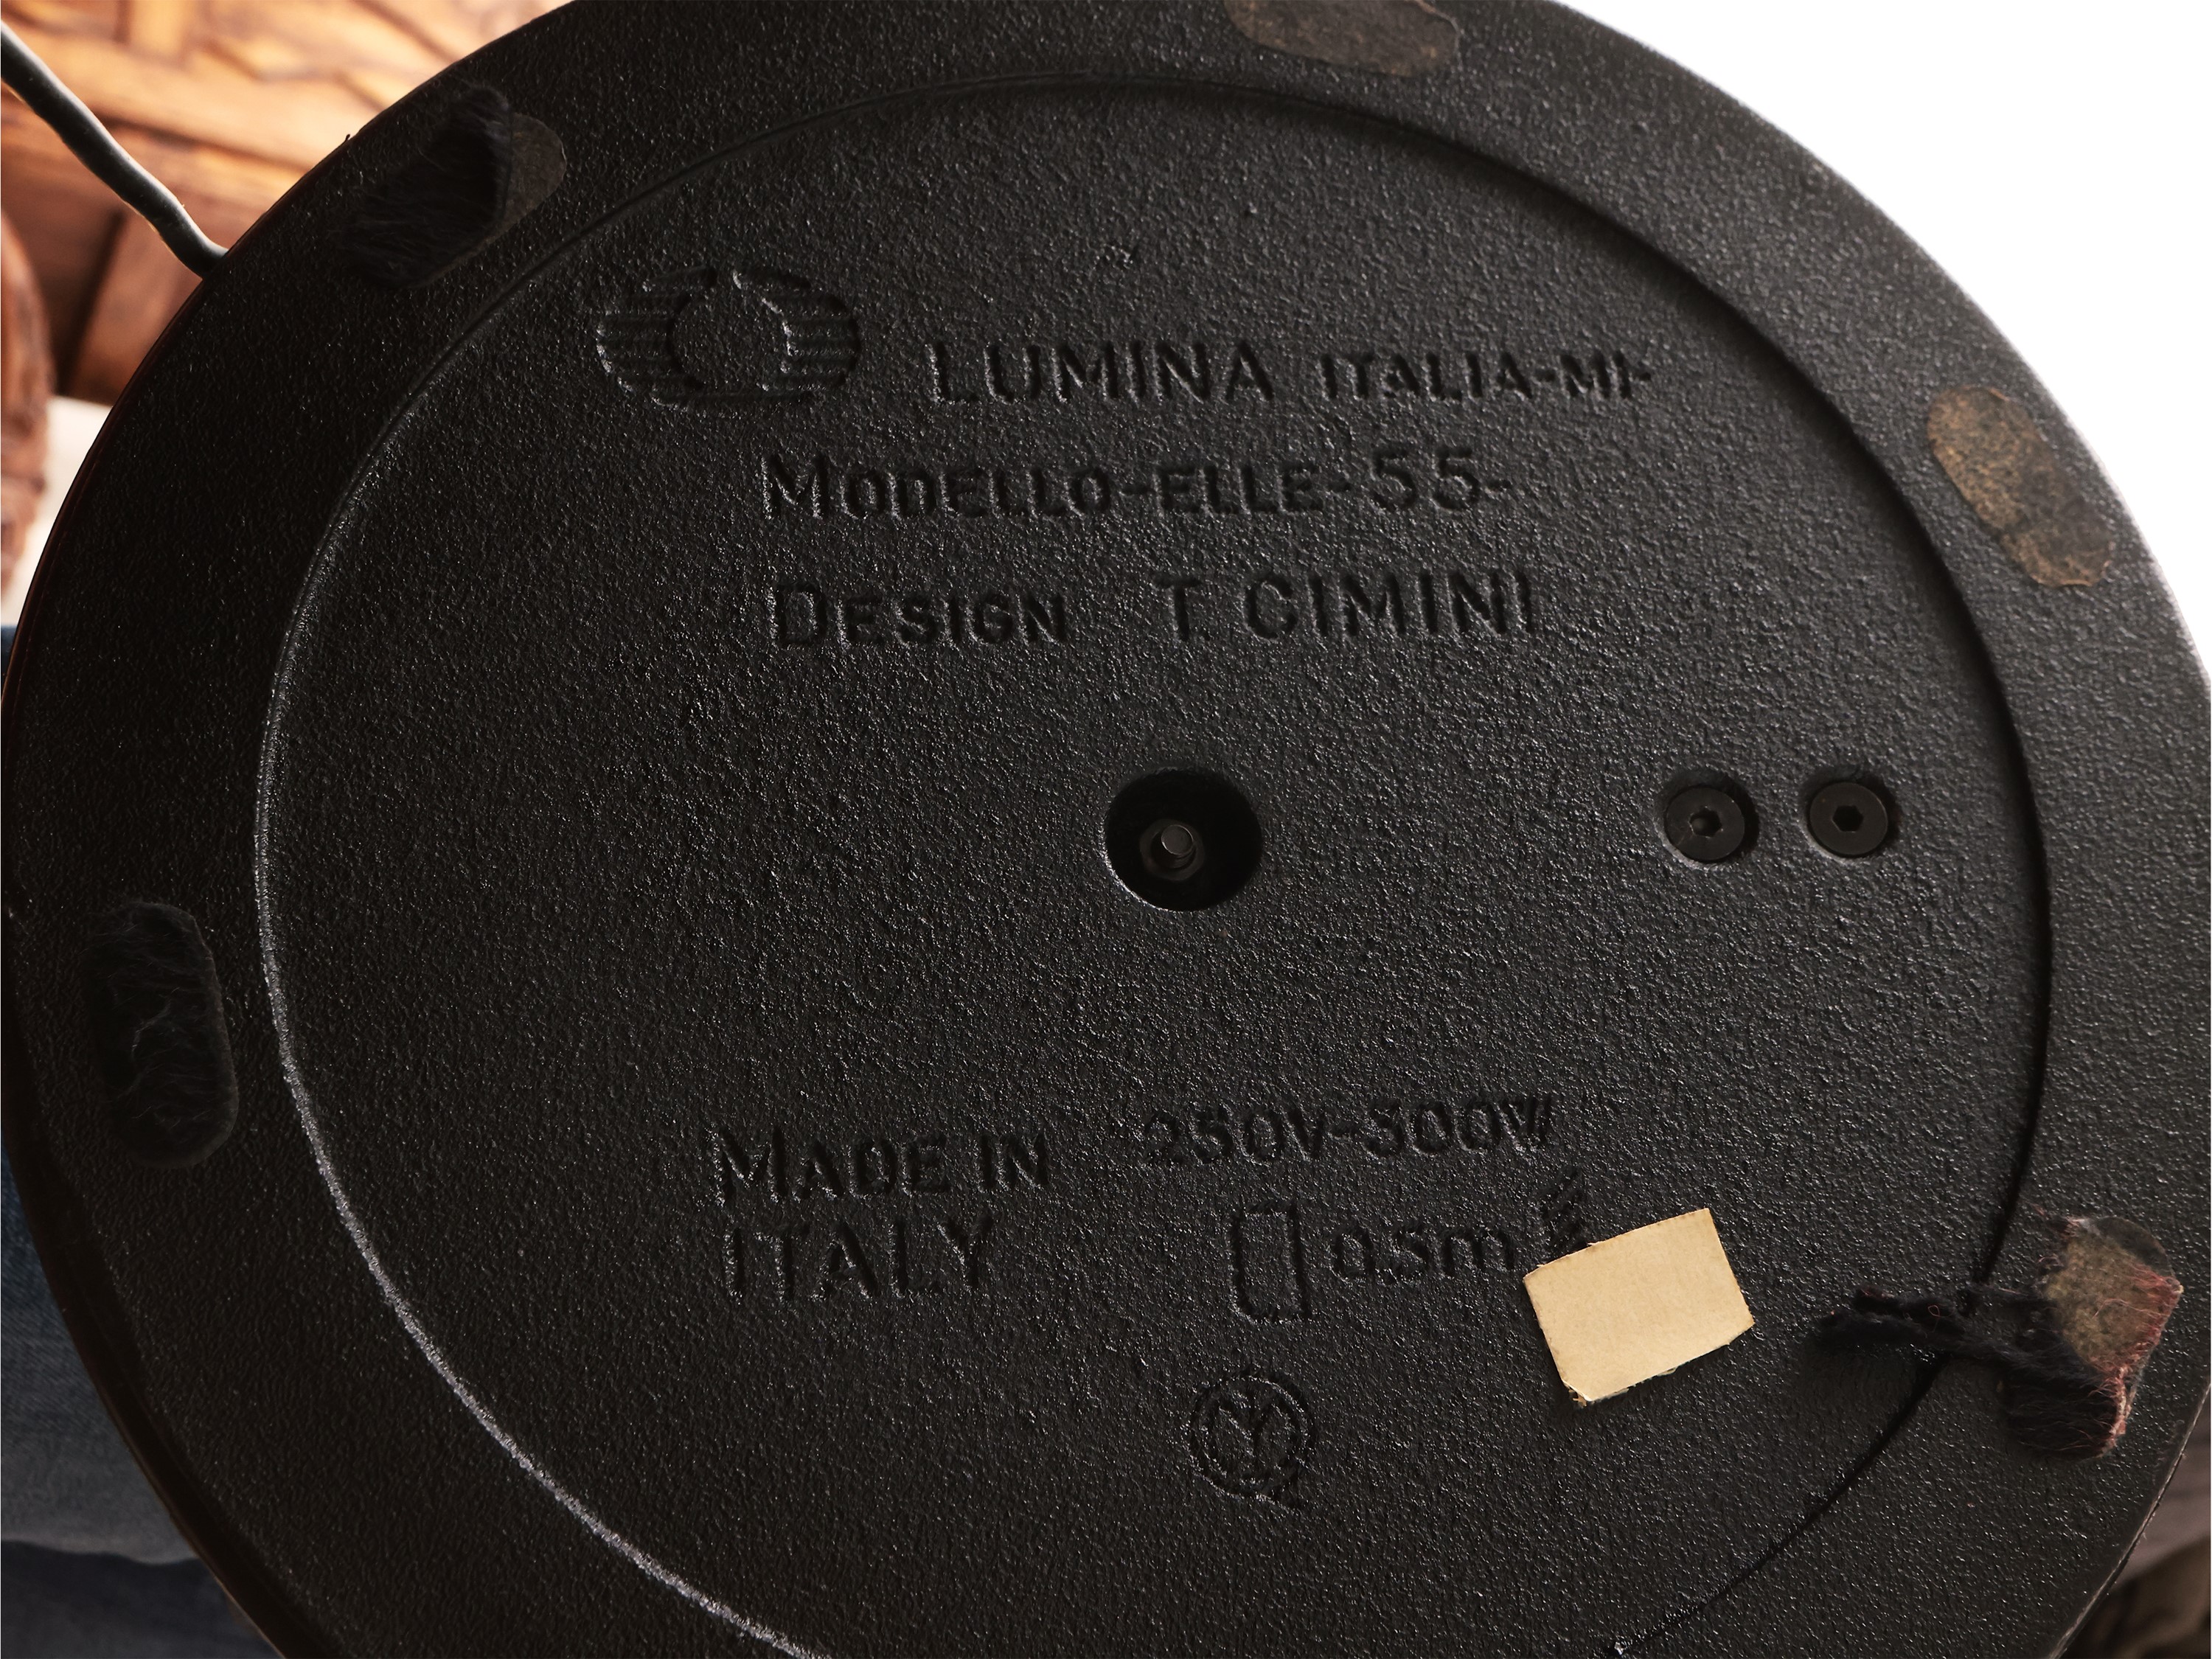 LUMINA ITALIA-MI-
MODELLO-ELLE-55-
DESIGN T. CIMINI
MADE IN
ITALY
250V-300W
0.5m